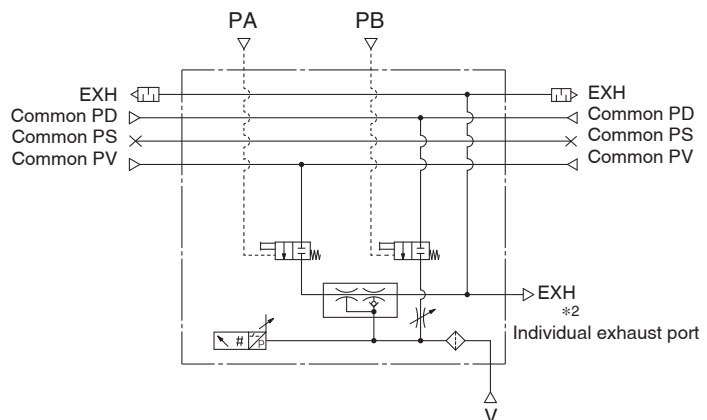 PA
PB
EXH
EXH
Common PD
Common PD
Common PS
Common PS
Common PV
Common PV
EXH
*2
Individual exhaust port
#
P
V